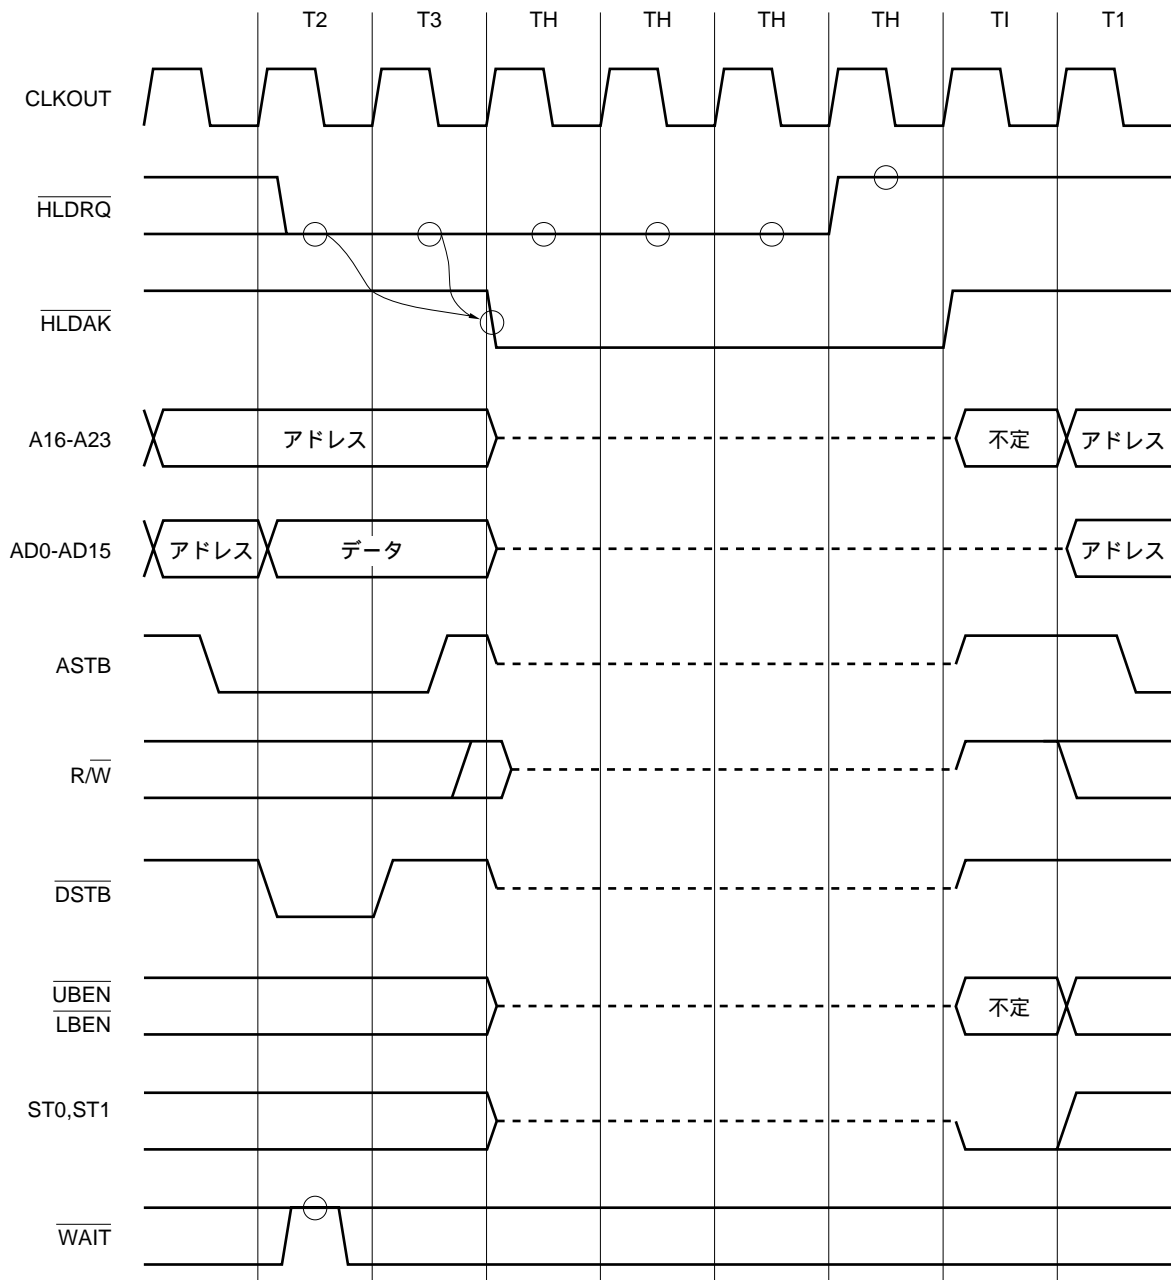 T2 T3 TH TH TH TH TI T1
CLKOUT
HLDRQ
HLDAK
A16-A23 アドレス 不定 アドレス
AD0-AD15 アドレス データ アドレス
ASTB
R/W
DSTB
UBEN 不定
LBEN
ST0,ST1
WAIT